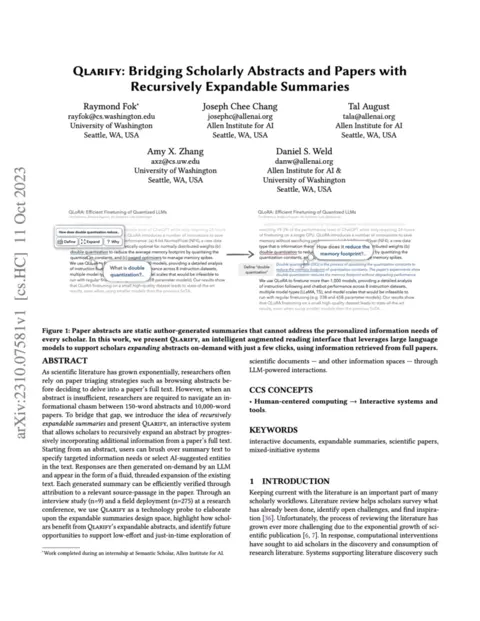 QLARIFY: Bridging Scholarly Abstracts and Papers with
Recursively Expandable Summaries
Raymond Fok*
rayfok@cs.washington.edu
University of Washington
Seattle, WA, USA
Joseph Chee Chang
josephc@allenai.org
Allen Institute for AI
Seattle, WA, USA
Tal August
tala@allenai.org
Allen Institute for AI
Seattle, WA, USA
Amy X. Zhang
axz@cs.uw.edu
University of Washington
Seattle, WA, USA
Daniel S. Weld
danw@allenai.org
Allen Institute for AI &
University of Washington
Seattle, WA, USA
arXiv:2310.07581v1 [cs.HC] 11 Oct 2023
QLoRA: Efficient Finetuning of Quantized LLMs
How does double quantization reduce..
Define Expand Why
What is double
quantization?
QLoRA: Efficient Finetuning of Quantized LLMs
How does it reduce the
memory footprint?
Figure 1: Paper abstracts are static author-generated summaries that cannot address the personalized information needs of
every scholar. In this work, we present QLARIFY, an intelligent augmented reading interface that leverages large language
models to support scholars expanding abstracts on-demand with just a few clicks, using information retrieved from full papers.
ABSTRACT
As scientific literature has grown exponentially, researchers often
rely on paper triaging strategies such as browsing abstracts be-
fore deciding to delve into a paper's full text. However, when an
abstract is insufficient, researchers are required to navigate an in-
formational chasm between 150-word abstracts and 10,000-word
papers. To bridge that gap, we introduce the idea of recursively
expandable summaries and present QLARIFY, an interactive system
that allows scholars to recursively expand an abstract by progres-
sively incorporating additional information from a paper's full text.
Starting from an abstract, users can brush over summary text to
specify targeted information needs or select AI-suggested entities
in the text. Responses are then generated on-demand by an LLM
and appear in the form of a fluid, threaded expansion of the existing
text. Each generated summary can be efficiently verified through
attribution to a relevant source-passage in the paper. Through an
interview study (n=9) and a field deployment (n=275) at a research
conference, we use QLARIFY as a technology probe to elaborate
upon the expandable summaries design space, highlight how schol-
ars benefit from QLARIFY's expandable abstracts, and identify future
opportunities to support low-effort and just-in-time exploration of
*Work completed during an internship at Semantic Scholar, Allen Institute for AI.
scientific documents — and other information spaces — through
LLM-powered interactions.
CCS CONCEPTS
• Human-centered computing → Interactive systems and
tools.
KEYWORDS
interactive documents, expandable summaries, scientific papers,
mixed-initiative systems
1 INTRODUCTION
Keeping current with the literature is an important part of many
scholarly workflows. Literature review helps scholars survey what
has already been done, identify open challenges, and find inspira-
tion [36]. Unfortunately, the process of reviewing the literature has
grown ever more challenging due to the exponential growth of sci-
entific publication [6, 7]. In response, computational interventions
have sought to aid scholars in the discovery and consumption of
research literature. Systems supporting literature discovery such